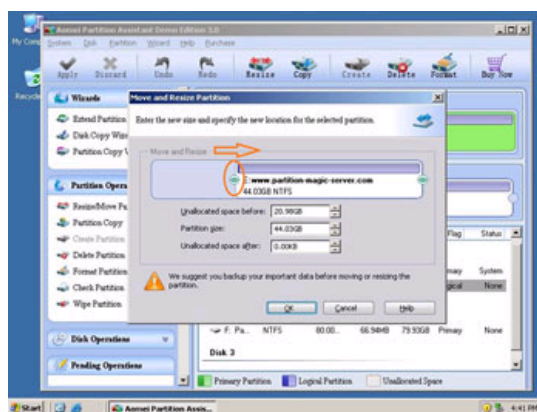 Aomei Partition Assistant Demo Edition 3.0
My Comp
System Disk Partition Wizard Help Purchase
Apply Discard Undo Redo Resize Copy Create Delete Format Buy Now
Recycle
Wizards
Extend Partition
Disk Copy Wiz
Partition Copy
Partition Opera
Resize/Move Pa
Partition Copy
Create Partition
Delete Partition
Format Partition
Check Partition
Wipe Partition
Disk Operations
Pending Operations
Move and Resize Partition
Enter the new size and specify the new location for the selected partition.
Move and Resize
www.partition-magic-server.com
44.03GB NTFS
Unallocated space before: 20.98GB
Partition size: 44.03GB
Unallocated space after: 0.00KB
We suggest you backup your important data before moving or resizing the
partition.
OK Cancel Help
Flag Status
System
None
F: Pa... NTFS 80.00... 66.94MB 79.93GB Primary None
Disk 3
Primary Partition Logical Partition Unallocated Space
Start Aomei Partition Assis... 4:41 PM